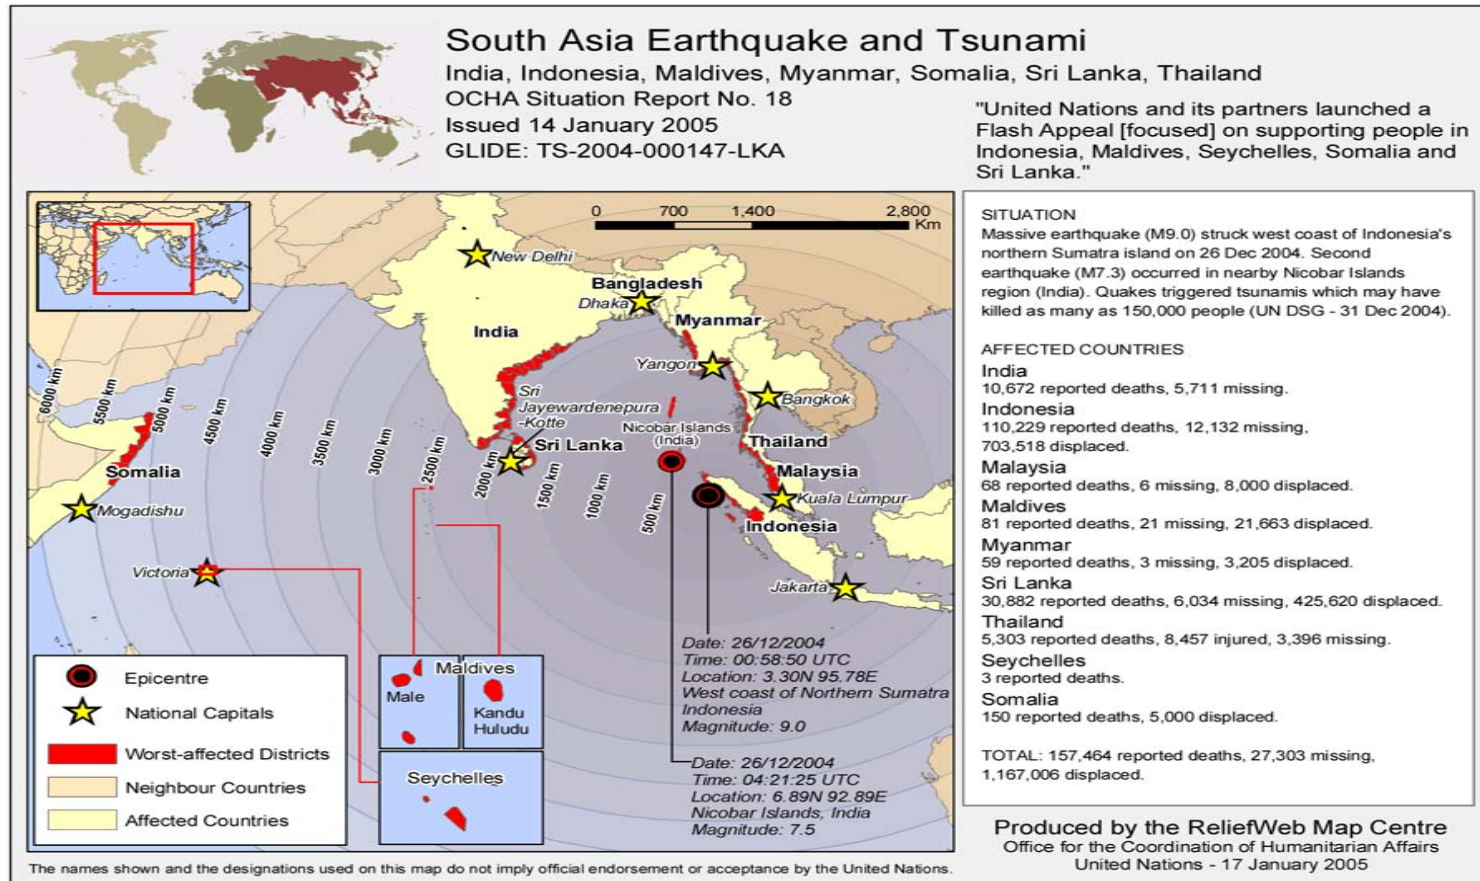 South Asia Earthquake and Tsunami
India, Indonesia, Maldives, Myanmar, Somalia, Sri Lanka, Thailand
OCHA Situation Report No. 18
Issued 14 January 2005
GLIDE: TS-2004-000147-LKA
"United Nations and its partners launched a
Flash Appeal [focused] on supporting people in
Indonesia, Maldives, Seychelles, Somalia and
Sri Lanka."
0 700 1,400 2,800
Km
New Delhi
Bangladesh
Dhaka
India
Myanmar
Yangon
Bangkok
Sri
Jayewardenepura
-Kotte
Nicobar Islands
(India)
Sri Lanka
Thailand
Malaysia
Kuala Lumpur
Indonesia
Jakarta
Somalia
Mogadishu
Victoria
6000 km
5500 km
5000 km
4500 km
4000 km
3500 km
3000 km
2500 km
2000 km
1500 km
1000 km
500 km
Date: 26/12/2004
Time: 00:58:50 UTC
Location: 3.30N 95.78E
West coast of Northern Sumatra
Indonesia
Magnitude: 9.0
Date: 26/12/2004
Time: 04:21:25 UTC
Location: 6.89N 92.89E
Nicobar Islands, India
Magnitude: 7.5
Maldives
Male
Kandu
Huludu
Seychelles
Epicentre
National Capitals
Worst-affected Districts
Neighbour Countries
Affected Countries
SITUATION
Massive earthquake (M9.0) struck west coast of Indonesia's
northern Sumatra island on 26 Dec 2004. Second
earthquake (M7.3) occurred in nearby Nicobar Islands
region (India). Quakes triggered tsunamis which may have
killed as many as 150,000 people (UN DSG - 31 Dec 2004).
AFFECTED COUNTRIES
India
10,672 reported deaths, 5,711 missing.
Indonesia
110,229 reported deaths, 12,132 missing,
703,518 displaced.
Malaysia
68 reported deaths, 6 missing, 8,000 displaced.
Maldives
81 reported deaths, 21 missing, 21,663 displaced.
Myanmar
59 reported deaths, 3 missing, 3,205 displaced.
Sri Lanka
30,882 reported deaths, 6,034 missing, 425,620 displaced.
Thailand
5,303 reported deaths, 8,457 injured, 3,396 missing.
Seychelles
3 reported deaths.
Somalia
150 reported deaths, 5,000 displaced.
TOTAL: 157,464 reported deaths, 27,303 missing,
1,167,006 displaced.
Produced by the ReliefWeb Map Centre
Office for the Coordination of Humanitarian Affairs
United Nations - 17 January 2005
The names shown and the designations used on this map do not imply official endorsement or acceptance by the United Nations.